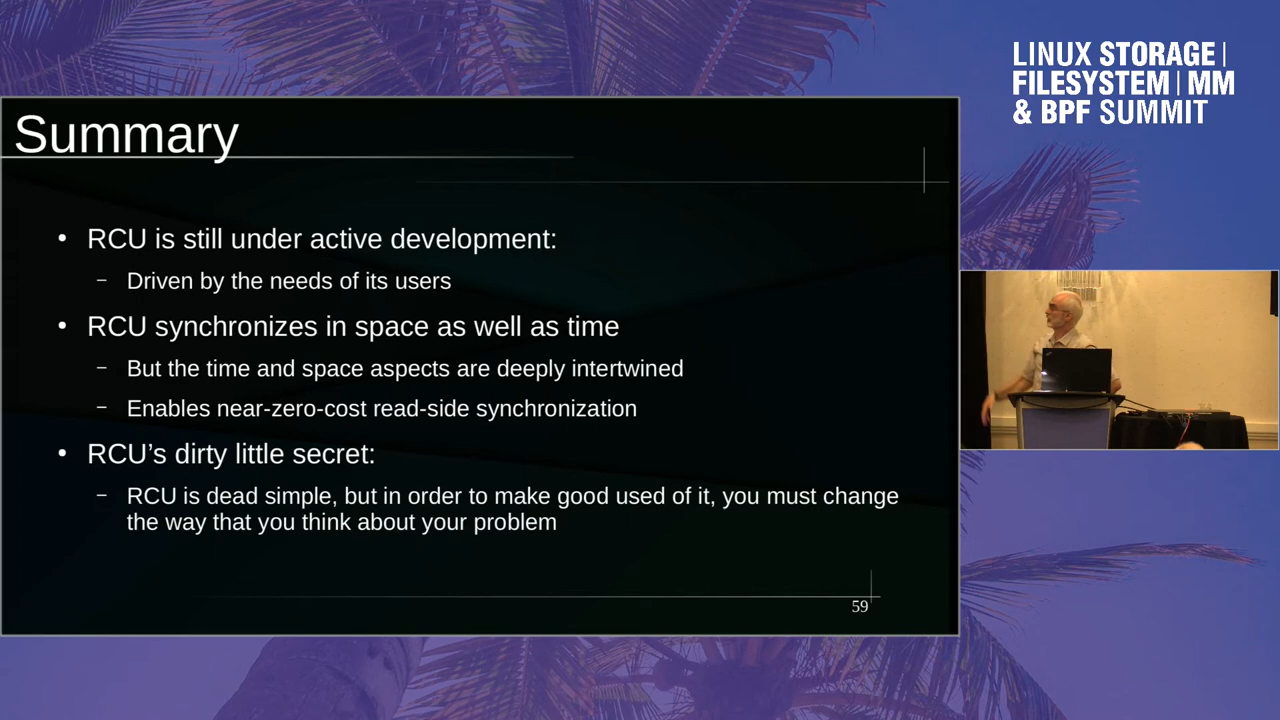 LINUX STORAGE |
FILESYSTEM | MM
& BPF SUMMIT
Summary
• RCU is still under active development:
– Driven by the needs of its users
• RCU synchronizes in space as well as time
– But the time and space aspects are deeply intertwined
– Enables near-zero-cost read-side synchronization
• RCU’s dirty little secret:
– RCU is dead simple, but in order to make good used of it, you must change
the way that you think about your problem
59